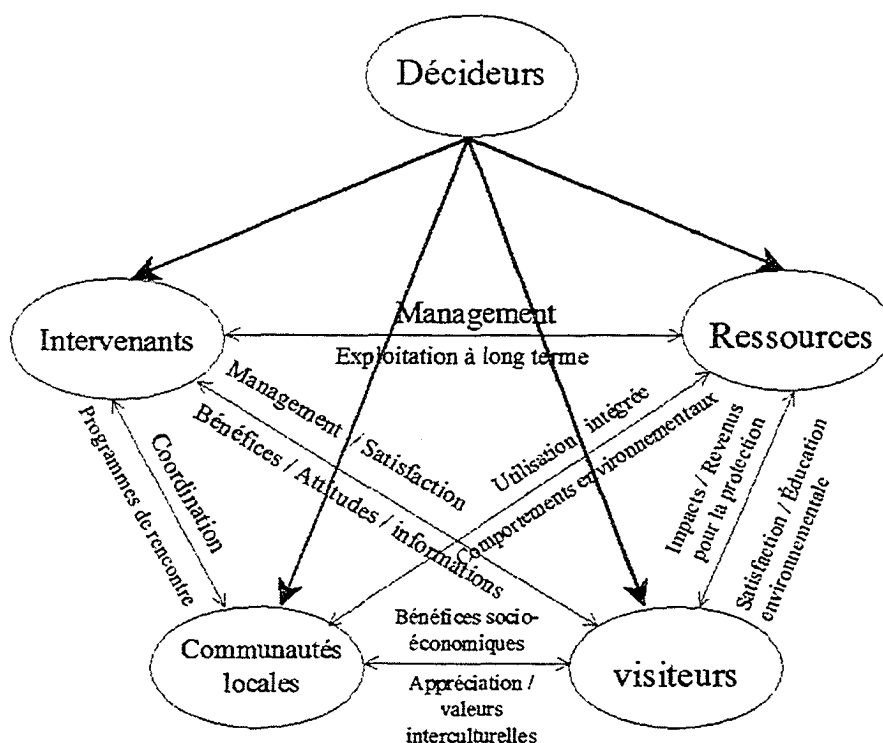 Décideurs
Intervenants
Management
Exploitation à long terme
Ressources
Management / Satisfaction
Bénéfices / Attitudes / informations
Utilisation intégrée
Comportements environnementaux
Programmes de rencontre
Coordination
Impacts / Revenus
pour la protection
Satisfaction / Éducation
environnementale
Communautés
locales
Bénéfices socio-
économiques
Appréciation /
valeurs
interculturelles
visiteurs